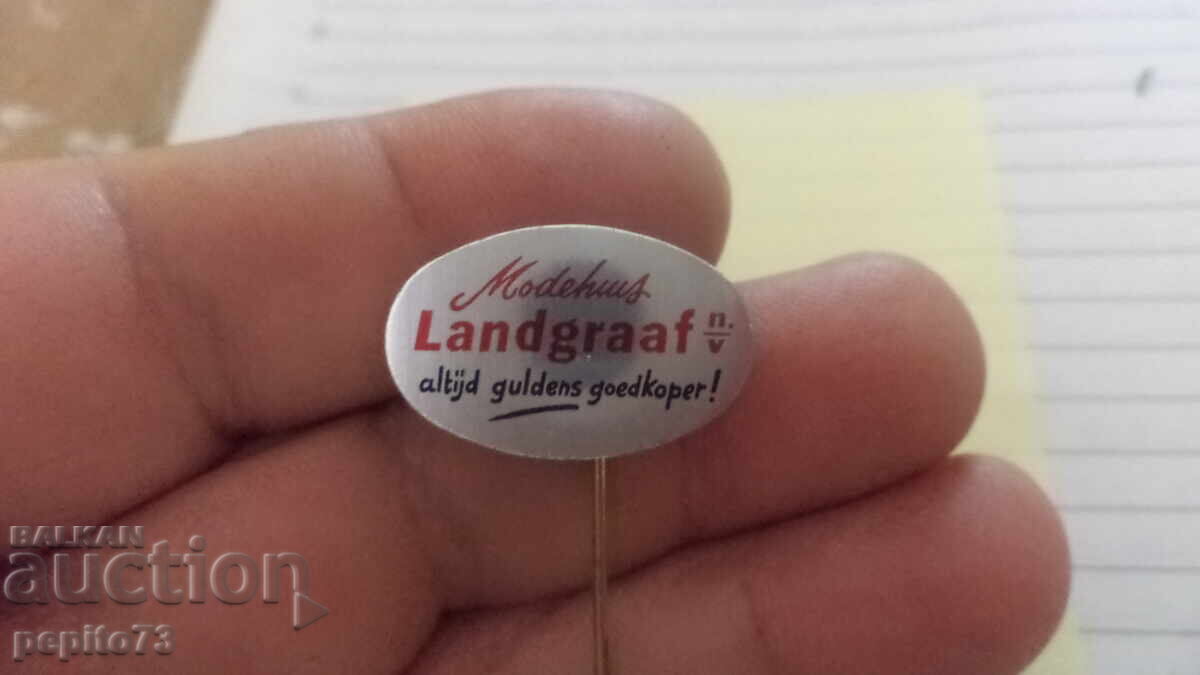 Modehuis
Landgraaf n.v
altijd guldens goedkoper!
BALKAN
auction
pepito73